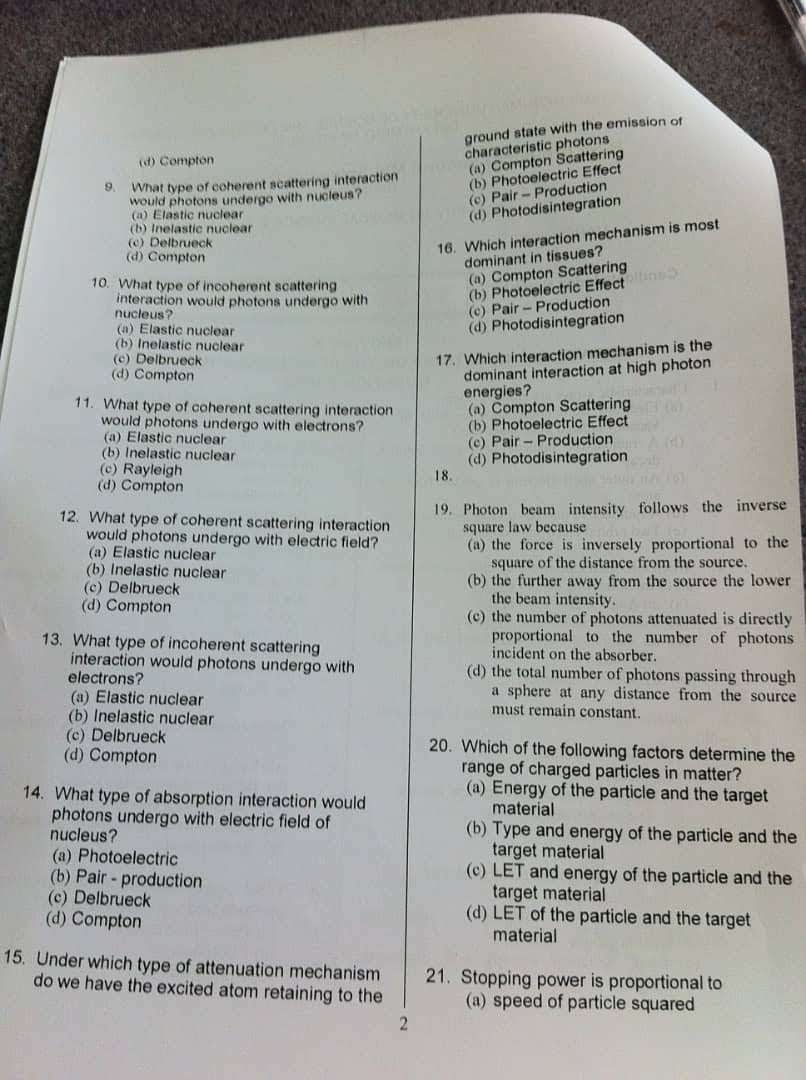 (d) Compton
9. What type of coherent scattering interaction
would photons undergo with nucleus?
(a) Elastic nuclear
(b) Inelastic nuclear
(c) Delbrueck
(d) Compton
10. What type of incoherent scattering
interaction would photons undergo with
nucleus?
(a) Elastic nuclear
(b) Inelastic nuclear
(c) Delbrueck
(d) Compton
11. What type of coherent scattering interaction
would photons undergo with electrons?
(a) Elastic nuclear
(b) Inelastic nuclear
(c) Rayleigh
(d) Compton
12. What type of coherent scattering interaction
would photons undergo with electric field?
(a) Elastic nuclear
(b) Inelastic nuclear
(c) Delbrueck
(d) Compton
13. What type of incoherent scattering
interaction would photons undergo with
electrons?
(a) Elastic nuclear
(b) Inelastic nuclear
(c) Delbrueck
(d) Compton
14. What type of absorption interaction would
photons undergo with electric field of
nucleus?
(a) Photoelectric
(b) Pair - production
(c) Delbrueck
(d) Compton
15. Under which type of attenuation mechanism
do we have the excited atom retaining to the
ground state with the emission of
characteristic photons
(a) Compton Scattering
(b) Photoelectric Effect
(c) Pair – Production
(d) Photodisintegration
16. Which interaction mechanism is most
dominant in tissues?
(a) Compton Scattering
(b) Photoelectric Effect
(c) Pair – Production
(d) Photodisintegration
17. Which interaction mechanism is the
dominant interaction at high photon
energies?
(a) Compton Scattering
(b) Photoelectric Effect
(c) Pair – Production
(d) Photodisintegration
18.
19. Photon beam intensity follows the inverse
square law because
(a) the force is inversely proportional to the
square of the distance from the source.
(b) the further away from the source the lower
the beam intensity.
(c) the number of photons attenuated is directly
proportional to the number of photons
incident on the absorber.
(d) the total number of photons passing through
a sphere at any distance from the source
must remain constant.
20. Which of the following factors determine the
range of charged particles in matter?
(a) Energy of the particle and the target
material
(b) Type and energy of the particle and the
target material
(c) LET and energy of the particle and the
target material
(d) LET of the particle and the target
material
21. Stopping power is proportional to
(a) speed of particle squared
2